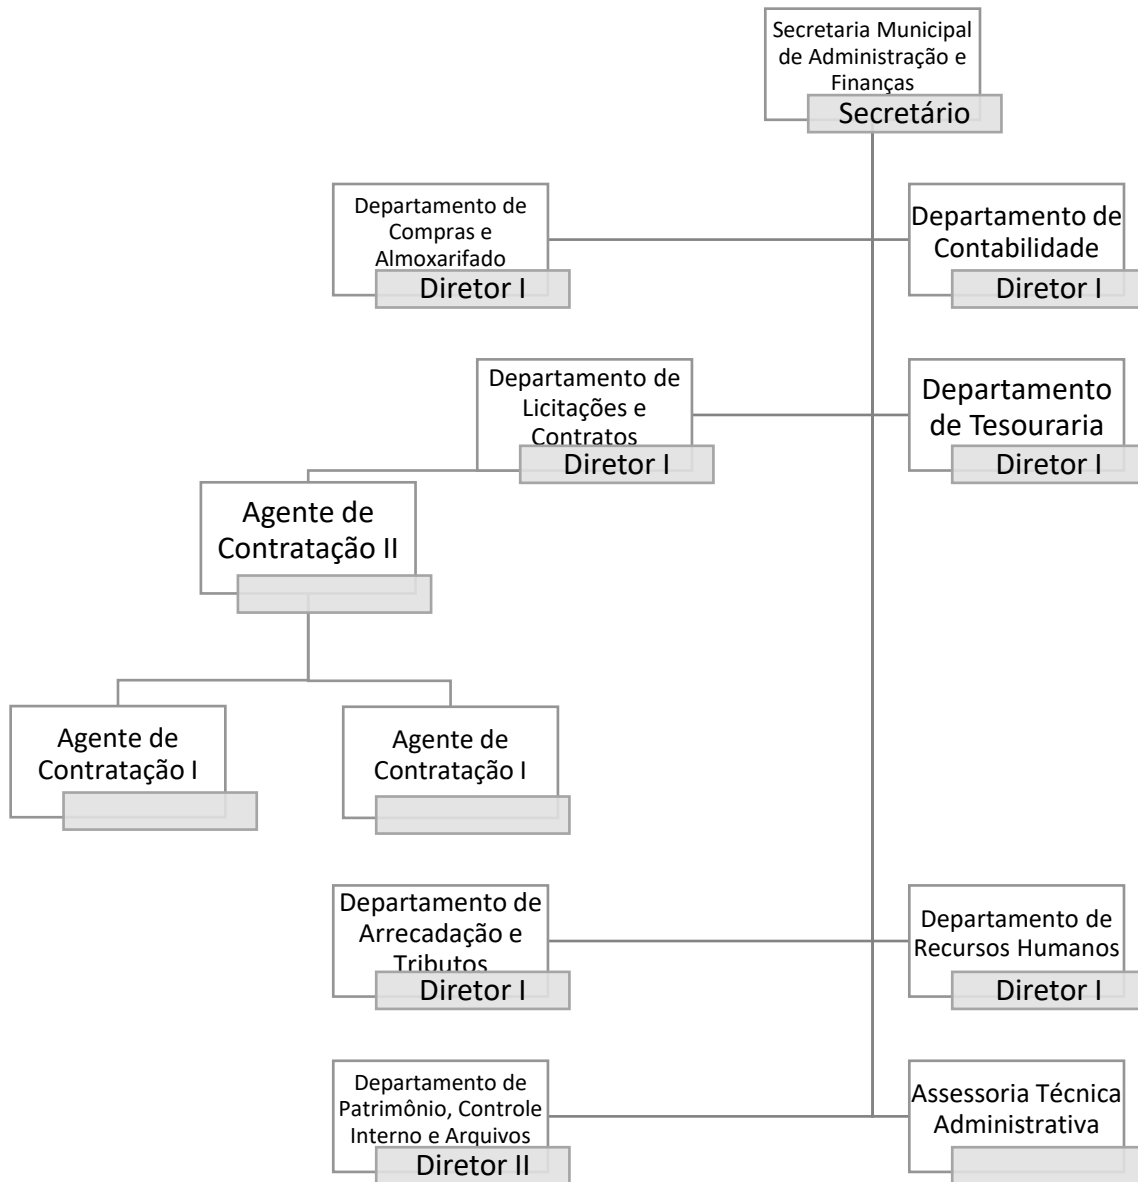 Secretaria Municipal
de Administração e
Finanças
Secretário
Departamento de
Compras e
Almoxarifado
Diretor I
Departamento de
Contabilidade
Diretor I
Departamento de
Licitações e
Contratos
Diretor I
Departamento
de Tesouraria
Diretor I
Agente de
Contratação II
Agente de
Contratação I
Agente de
Contratação I
Departamento de
Arrecadação e
Tributos
Diretor I
Departamento de
Recursos Humanos
Diretor I
Departamento de
Patrimônio, Controle
Interno e Arquivos
Diretor II
Assessoria Técnica
Administrativa